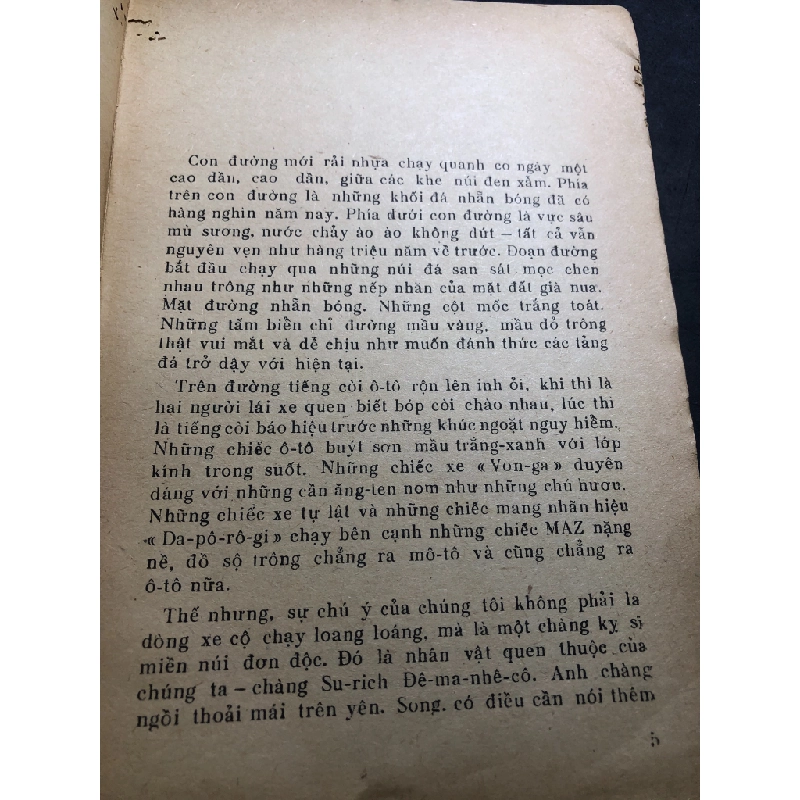 Con đường mới rải nhựa chạy quanh co ngày một
cao dần, cao dần, giữa các khe núi đen xẫm. Phía
trên con đường là những khối đá nhẵn bóng đã có
hàng nghìn năm nay. Phía dưới con đường là vực sâu
mù sương, nước chảy ào ào không dứt — tất cả vẫn
nguyên vẹn như hàng triệu năm về trước. Đoạn đường
bắt đầu chạy qua những núi đá san sát mọc chen
nhau trông như những nếp nhăn của mặt đất già nua.
Mặt đường nhẵn bóng. Những cột mốc trắng toát.
Những tấm biển chỉ đường mầu vàng, mầu đỏ trông
thật vui mắt và dễ chịu như muốn đánh thức các tảng
đá trở dậy với hiện tại.
Trên đường tiếng còi ô-tô rộn lên inh ỏi, khi thì là
hai người lái xe quen biết bóp còi chào nhau, lúc thì
là tiếng còi báo hiệu trước những khúc ngoặt nguy hiểm.
Những chiếc ô-tô buýt sơn mầu trắng-xanh với lớp
kính trong suốt. Những chiếc xe «Von-ga» duyên
dáng với những cần ăng-ten nom như những chú hươu.
Những chiếc xe tự lật và những chiếc mang nhãn hiệu
«Da-pô-rô-gi» chạy bên cạnh những chiếc MAZ nặng
nề, đồ sộ trông chẳng ra mô-tô và cũng chẳng ra
ô-tô nữa.
Thế nhưng, sự chú ý của chúng tôi không phải là
dòng xe cộ chạy loang loáng, mà là một chàng kỵ sĩ
miền núi đơn độc. Đó là nhân vật quen thuộc của
chúng ta – chàng Su-rich Đê-ma-nhê-cô. Anh chàng
ngồi thoải mái trên yên. Song. có điều cần nói thêm
5